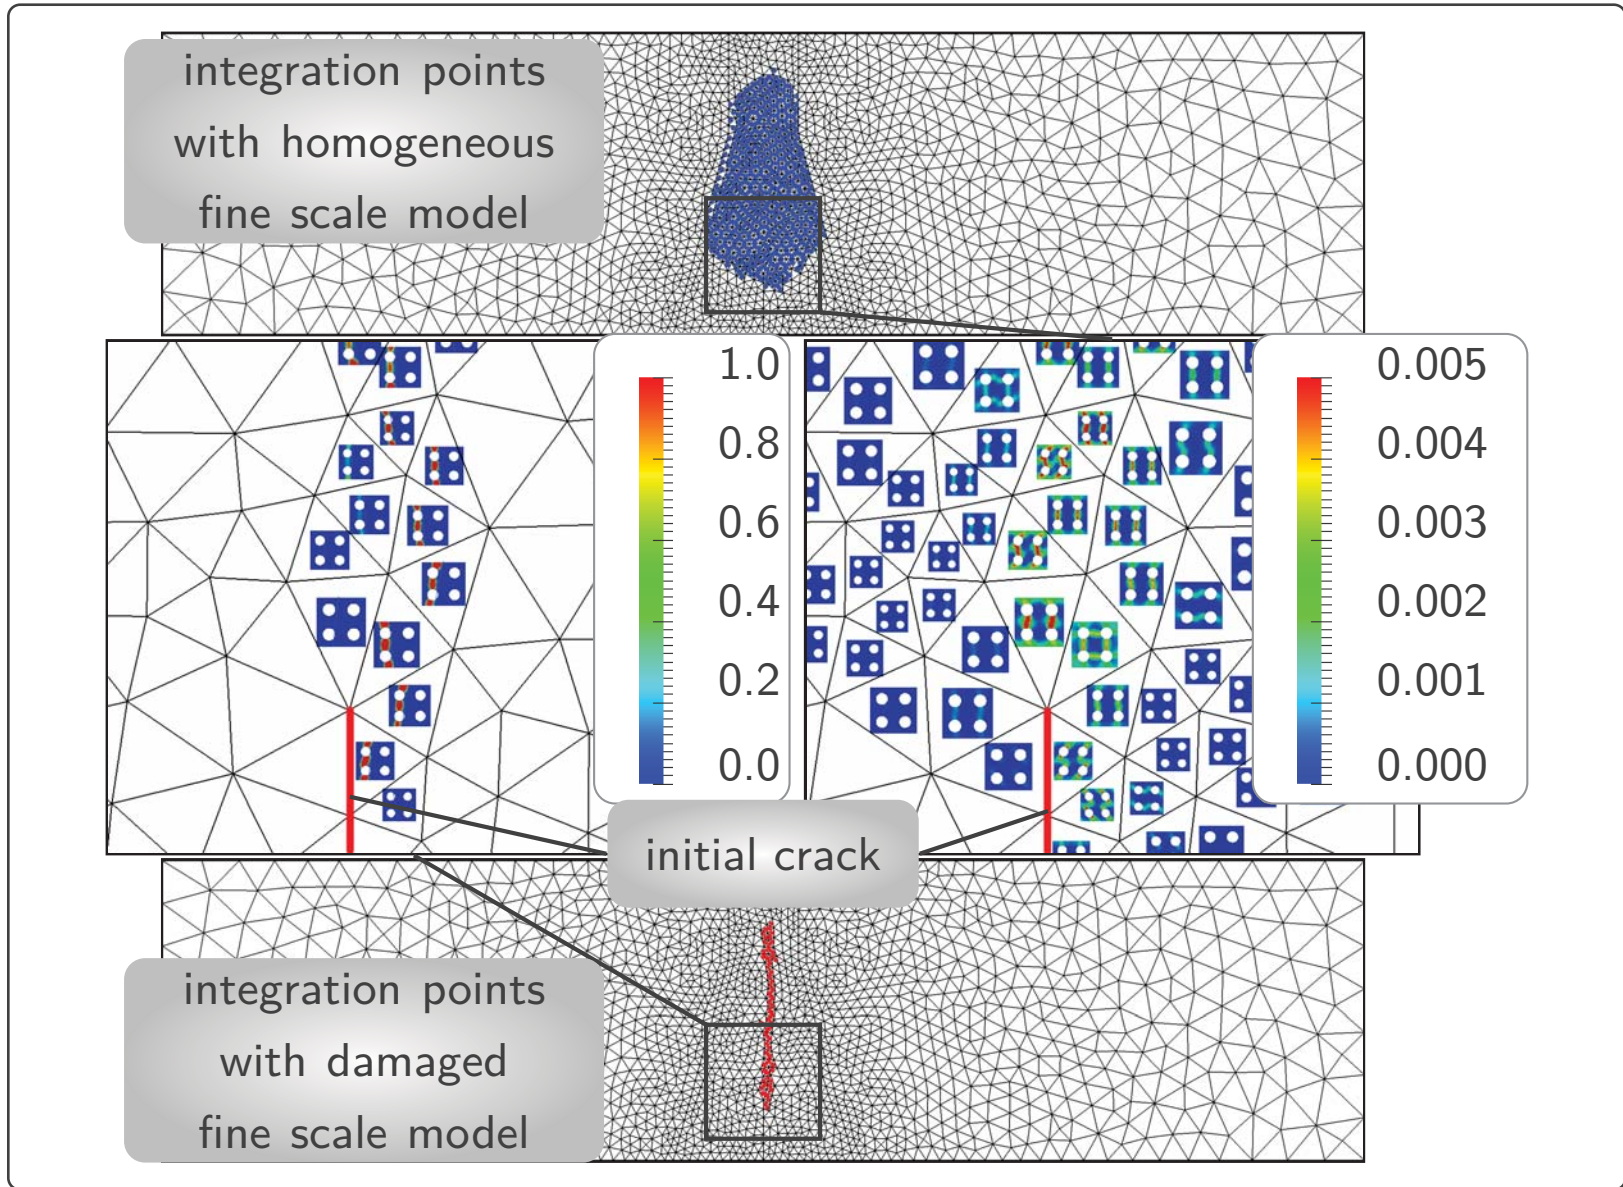 integration points
with homogeneous
fine scale model
1.0
0.8
0.6
0.4
0.2
0.0
0.005
0.004
0.003
0.002
0.001
0.000
initial crack
integration points
with damaged
fine scale model